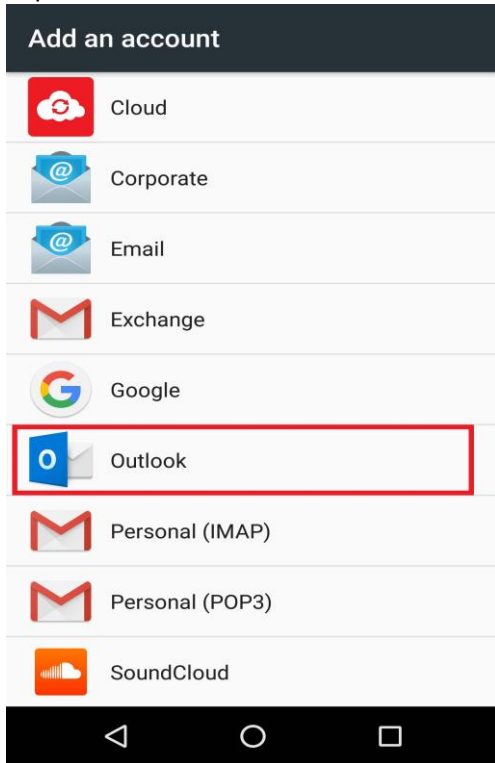 Add an account
Cloud
@
Corporate
@
Email
Exchange
G
Google
O
Outlook
Personal (IMAP)
Personal (POP3)
SoundCloud